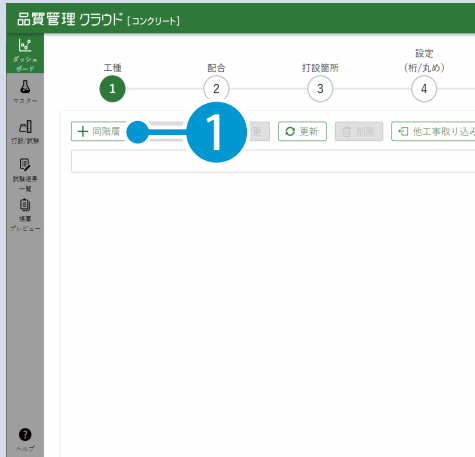 品質管理 クラウド [コンクリート]
ダッシュ
ボード
マスター
打設/試験
試験結果
一覧
帳票
プレビュー
ヘルプ
工種
配合
打設箇所
設定
(桁/丸め)
1
2
3
4
同階層
1
更
更新
削除
他工事取り込み
?